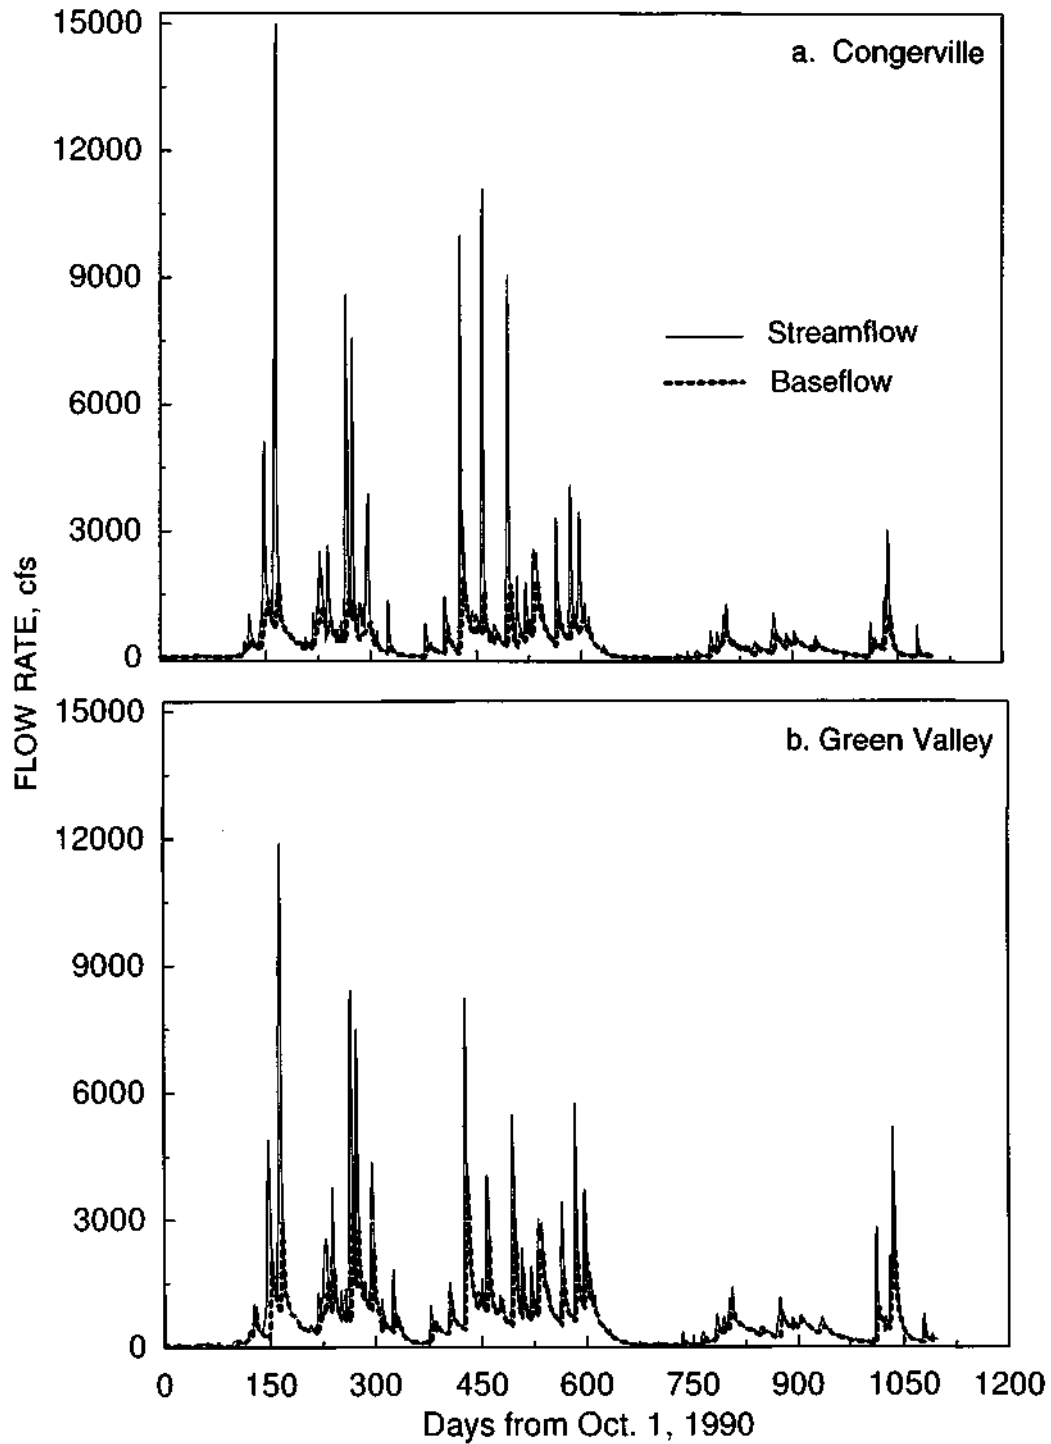 FLOW RATE, cfs
15000
12000
9000
6000
3000
0
a. Congerville
Streamflow
Baseflow
15000
12000
9000
6000
3000
0
b. Green Valley
0 150 300 450 600 750 900 1050 1200
Days from Oct. 1, 1990